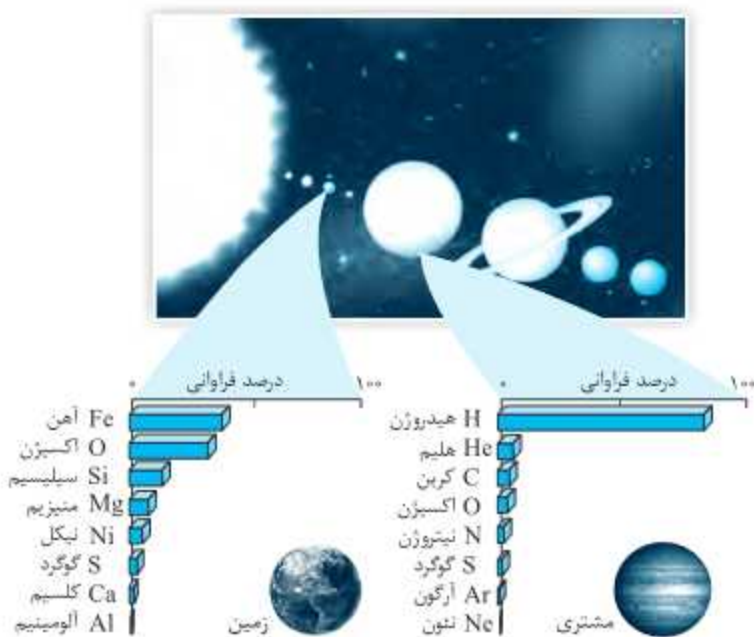 درصد فراوانی
۰ ۱۰۰
آهن Fe
اکسیژن O
سیلیسیم Si
منیزیم Mg
نیکل Ni
گوگرد S
کلسیم Ca
آلومینیم Al
زمین
درصد فراوانی
۰ ۱۰۰
هیدروژن H
هلیم He
کربن C
اکسیژن O
نیتروژن N
گوگرد S
آرگون Ar
نئون Ne
مشتری